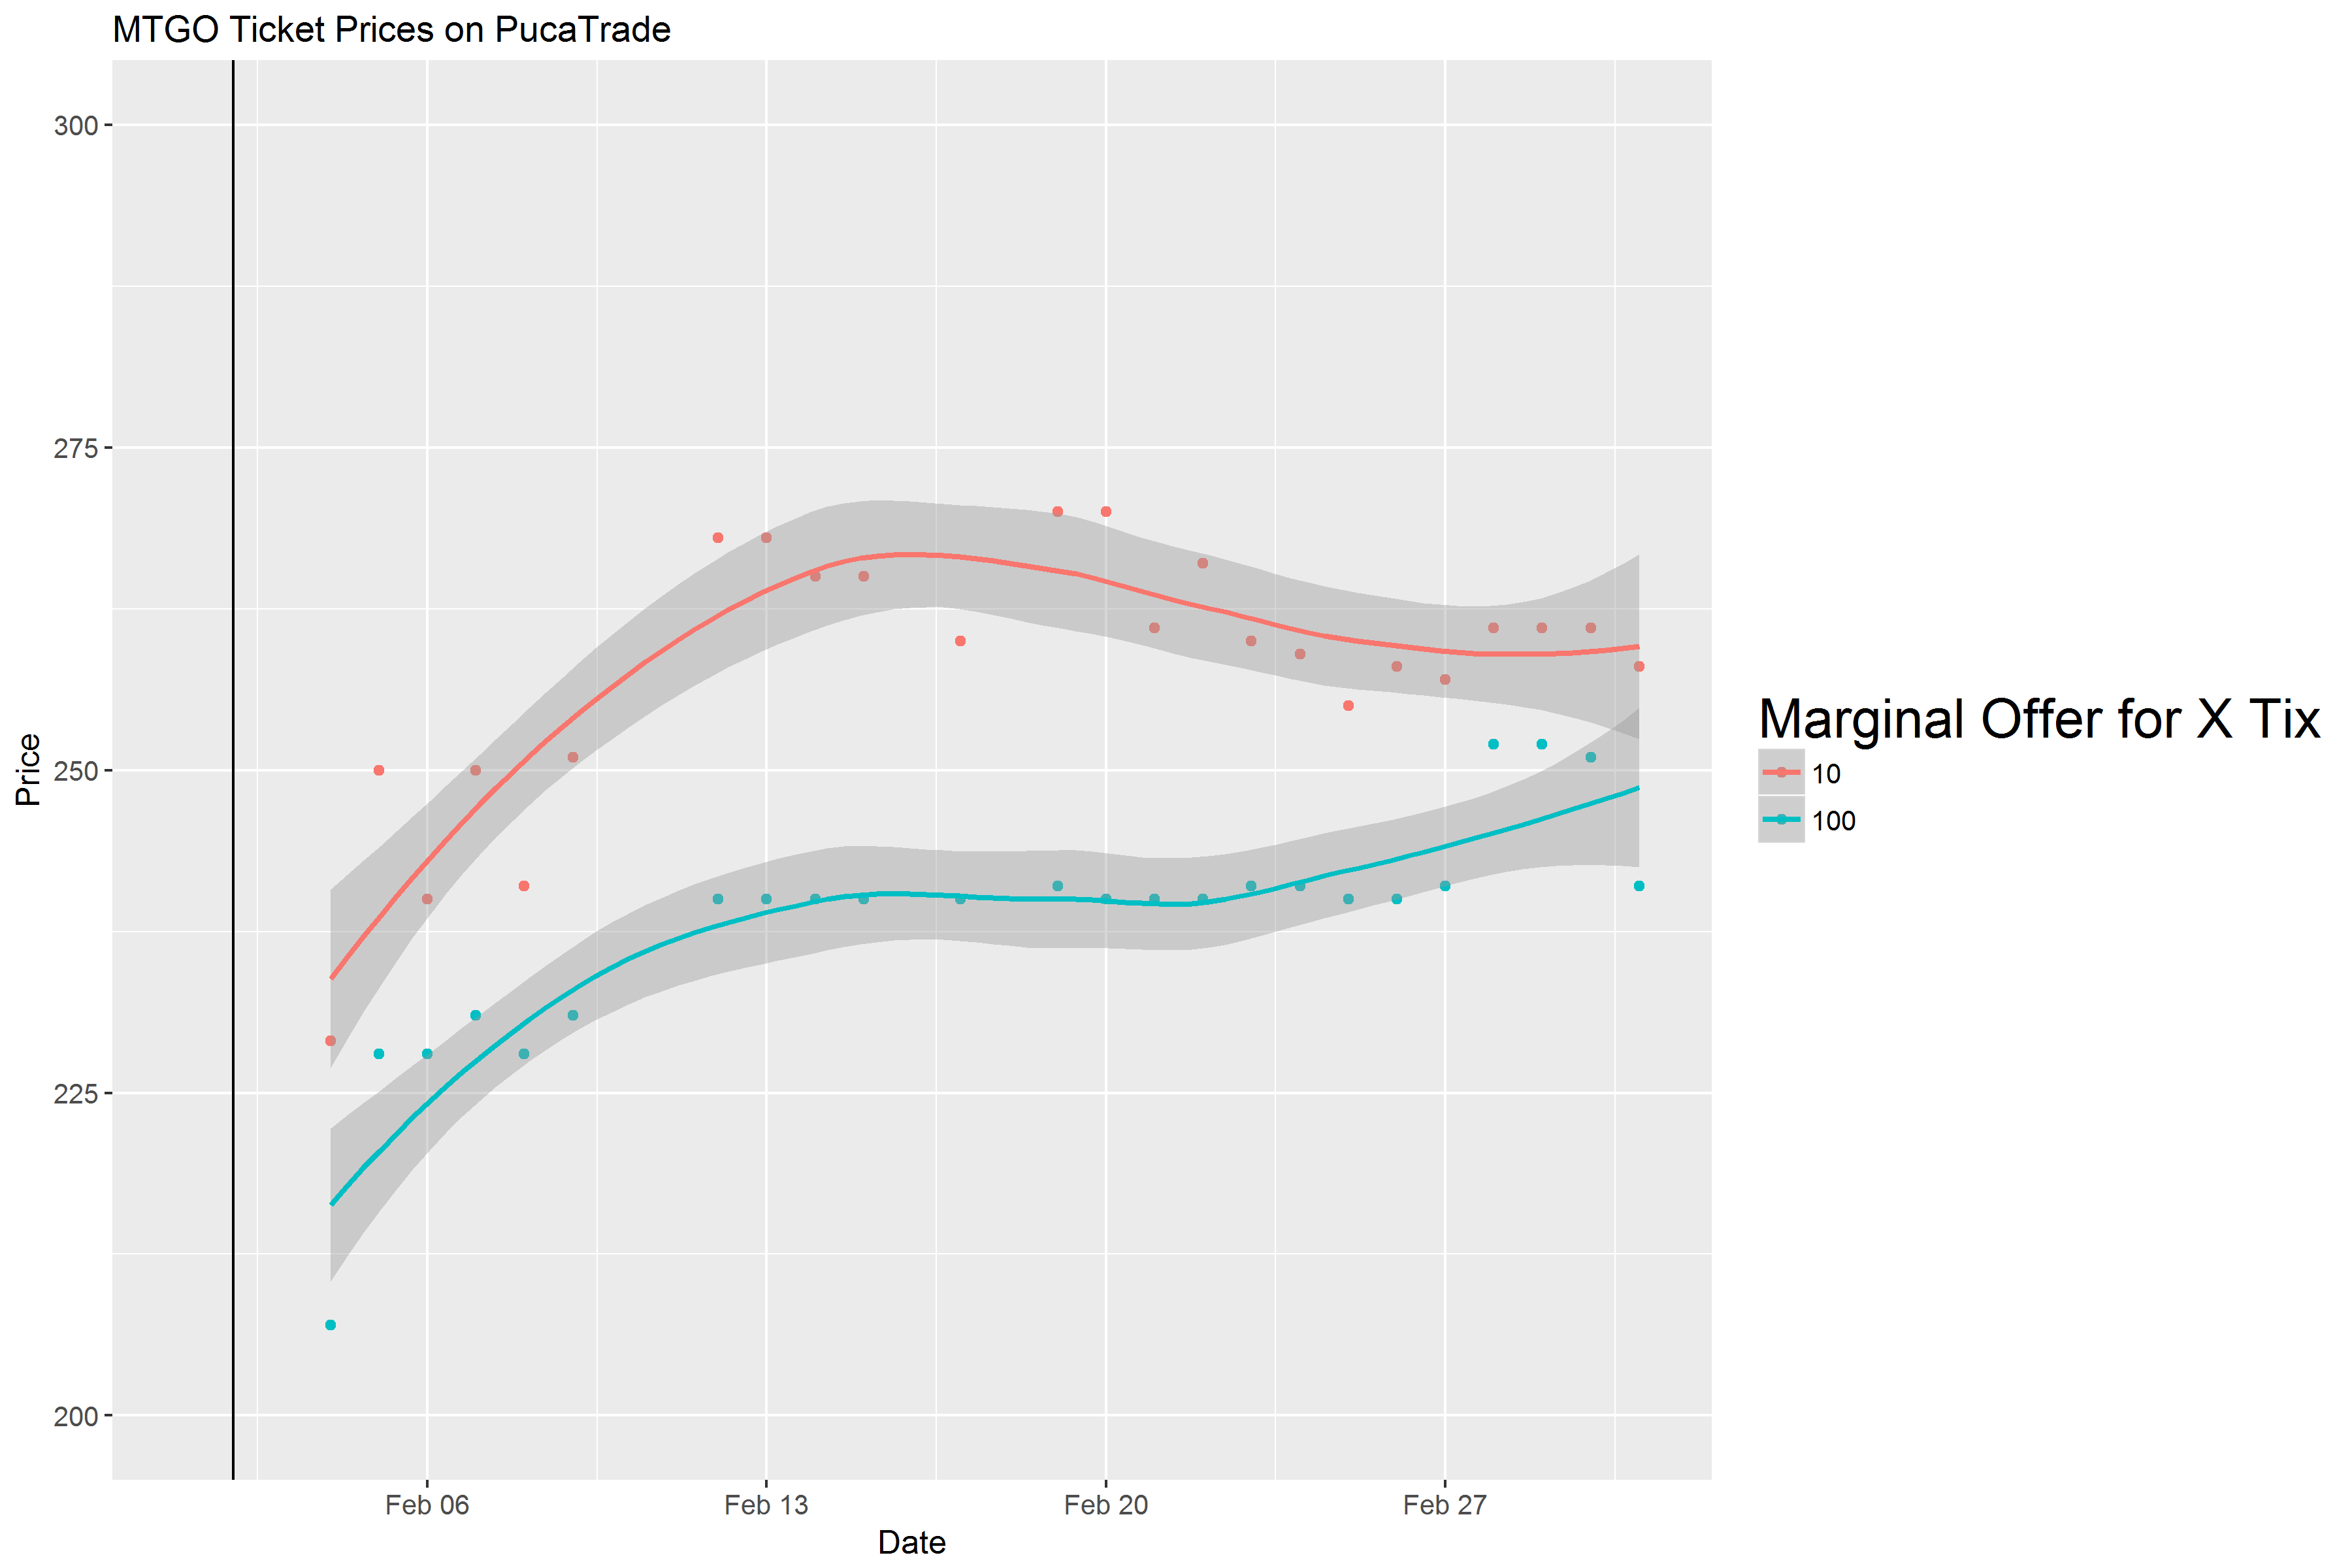 MTGO Ticket Prices on PucaTrade
300
275
250
225
200
Price
Feb 06
Feb 13
Feb 20
Feb 27
Date
Marginal Offer for X Tix
10
100